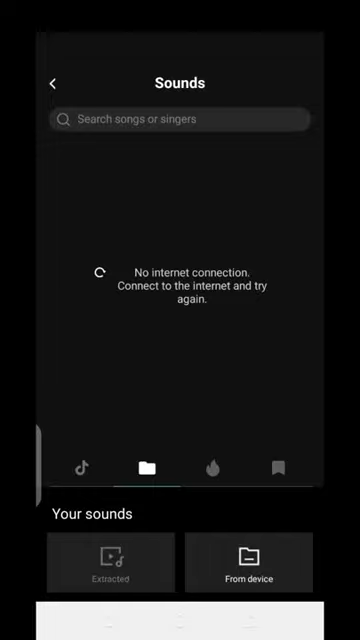 Sounds
Search songs or singers
No internet connection.
Connect to the internet and try
again.
Your sounds
Extracted
From device